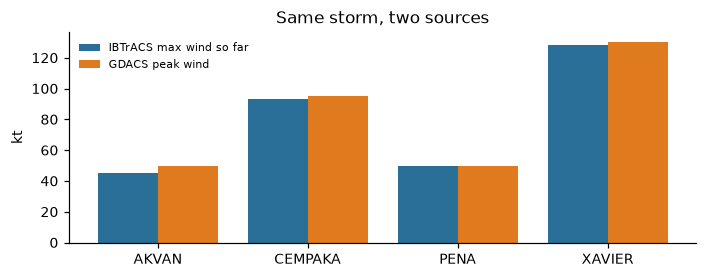 Same storm, two sources
IBTrACS max wind so far
GDACS peak wind
kt
120
100
80
60
40
20
0
AKVAN
CEMPAKA
PENA
XAVIER